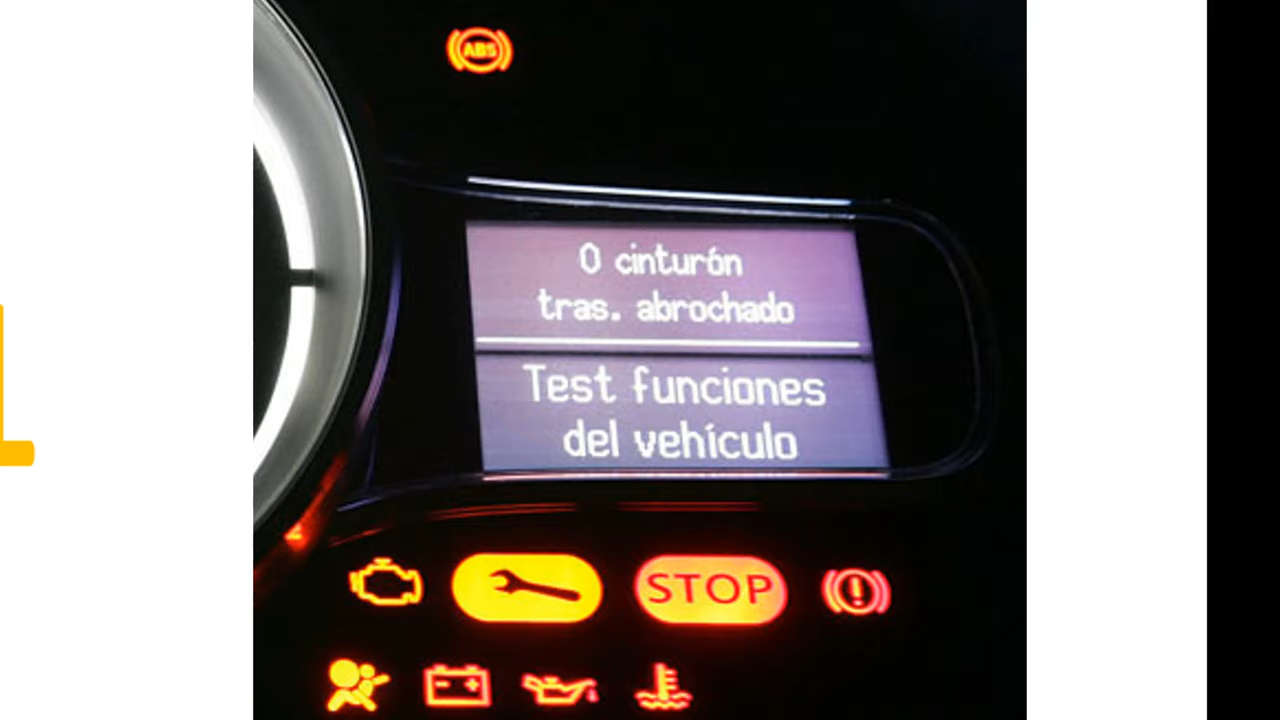 ABS
0 cinturón
tras. abrochado
Test funciones
del vehículo
STOP